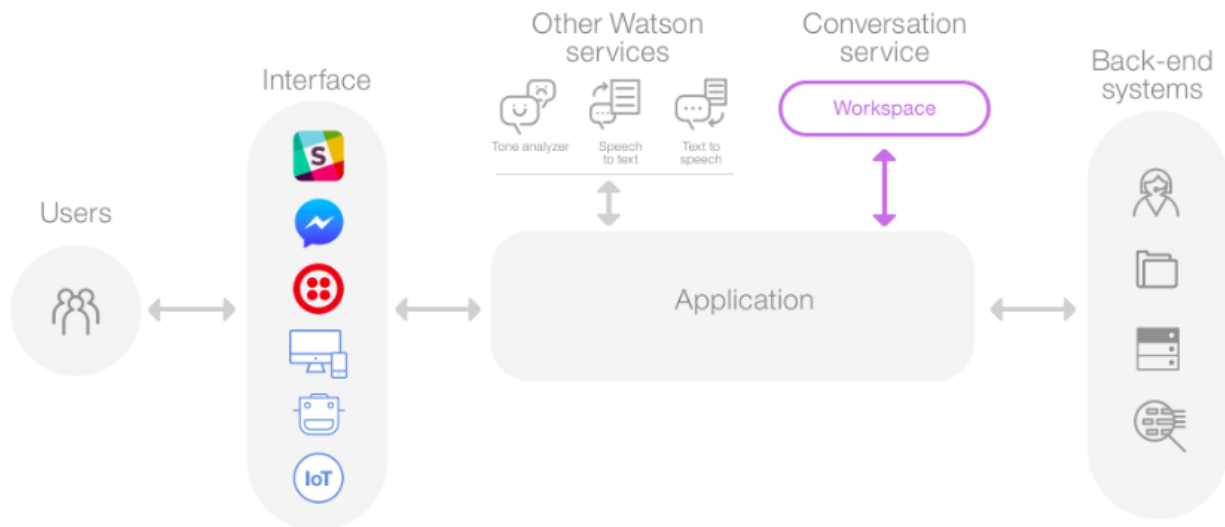 Other Watson
services
Conversation
service
Back-end
systems
Interface
Workspace
Tone analyzer
Speech
to text
Text to
speech
Users
S
Application
IoT